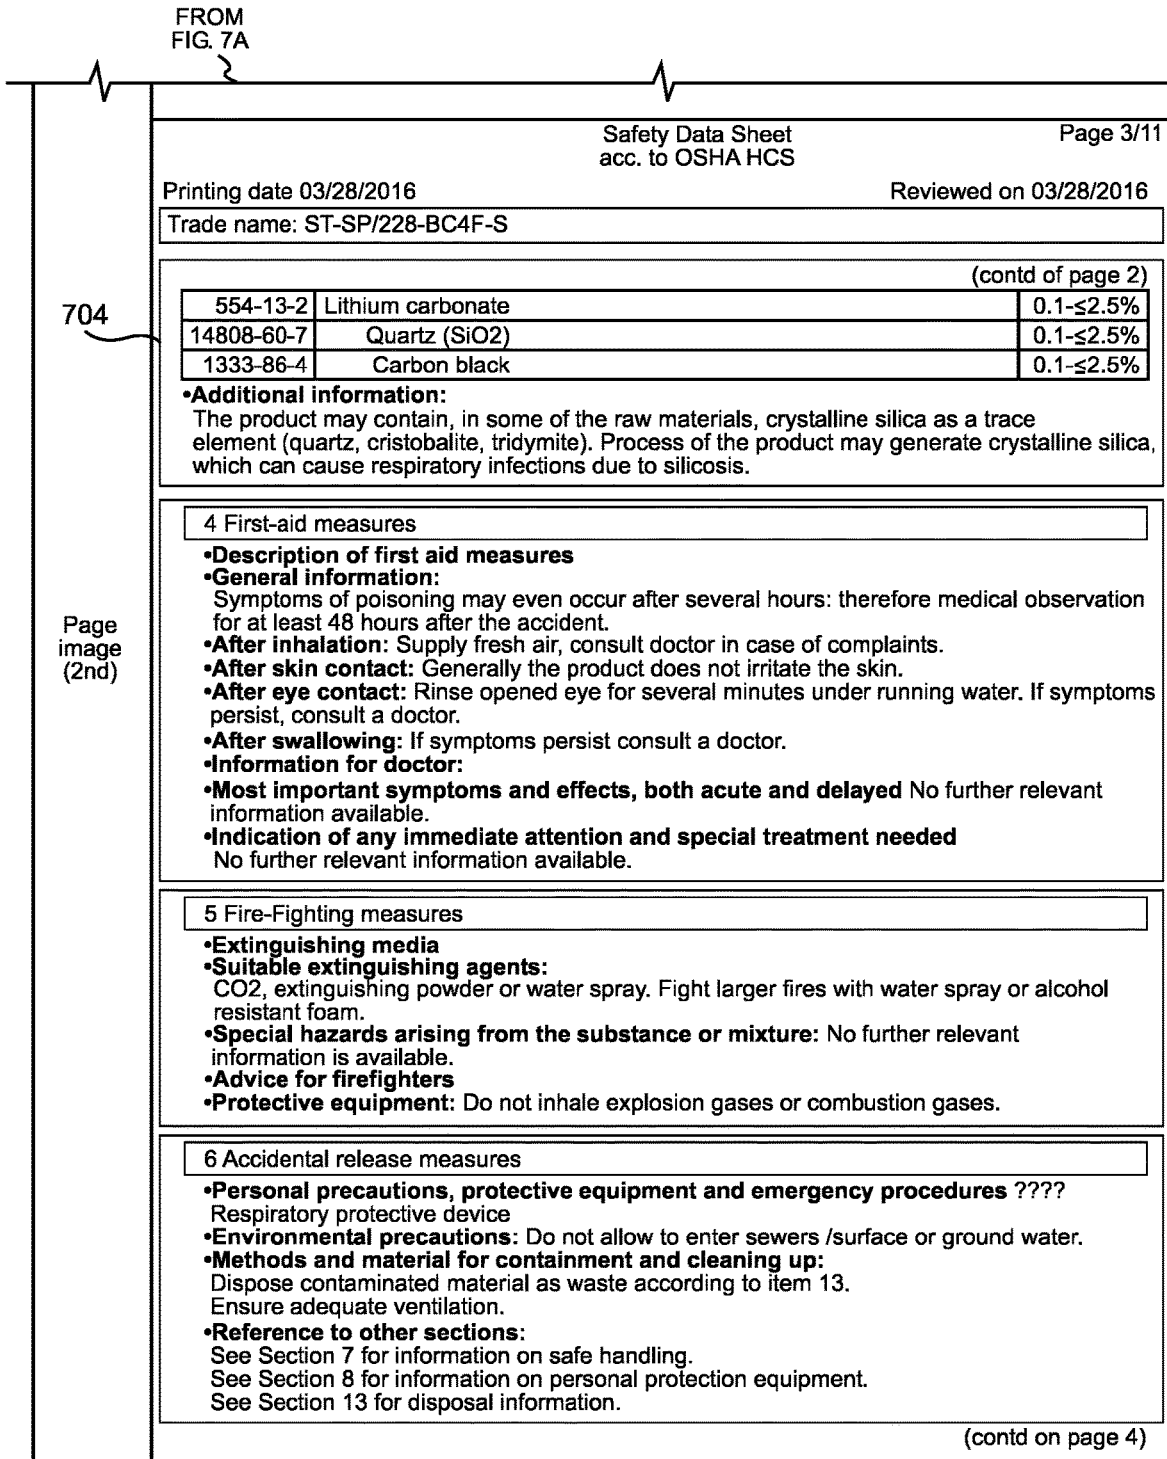 FROM
FIG. 7A
Safety Data Sheet
acc. to OSHA HCS
Page 3/11
Printing date 03/28/2016
Reviewed on 03/28/2016
Trade name: ST-SP/228-BC4F-S
(contd of page 2)
704
554-13-2 Lithium carbonate 0.1-≤2.5%
14808-60-7 Quartz (SiO2) 0.1-≤2.5%
1333-86-4 Carbon black 0.1-≤2.5%
•Additional information:
The product may contain, in some of the raw materials, crystalline silica as a trace
element (quartz, cristobalite, tridymite). Process of the product may generate crystalline silica,
which can cause respiratory infections due to silicosis.
4 First-aid measures
•Description of first aid measures
•General information:
Symptoms of poisoning may even occur after several hours: therefore medical observation
for at least 48 hours after the accident.
Page
image
(2nd)
•After inhalation: Supply fresh air, consult doctor in case of complaints.
•After skin contact: Generally the product does not irritate the skin.
•After eye contact: Rinse opened eye for several minutes under running water. If symptoms
persist, consult a doctor.
•After swallowing: If symptoms persist consult a doctor.
•Information for doctor:
•Most important symptoms and effects, both acute and delayed No further relevant
information available.
•Indication of any immediate attention and special treatment needed
No further relevant information available.
5 Fire-Fighting measures
•Extinguishing media
•Suitable extinguishing agents:
CO2, extinguishing powder or water spray. Fight larger fires with water spray or alcohol
resistant foam.
•Special hazards arising from the substance or mixture: No further relevant
information is available.
•Advice for firefighters
•Protective equipment: Do not inhale explosion gases or combustion gases.
6 Accidental release measures
•Personal precautions, protective equipment and emergency procedures ????
Respiratory protective device
•Environmental precautions: Do not allow to enter sewers /surface or ground water.
•Methods and material for containment and cleaning up:
Dispose contaminated material as waste according to item 13.
Ensure adequate ventilation.
•Reference to other sections:
See Section 7 for information on safe handling.
See Section 8 for information on personal protection equipment.
See Section 13 for disposal information.
(contd on page 4)